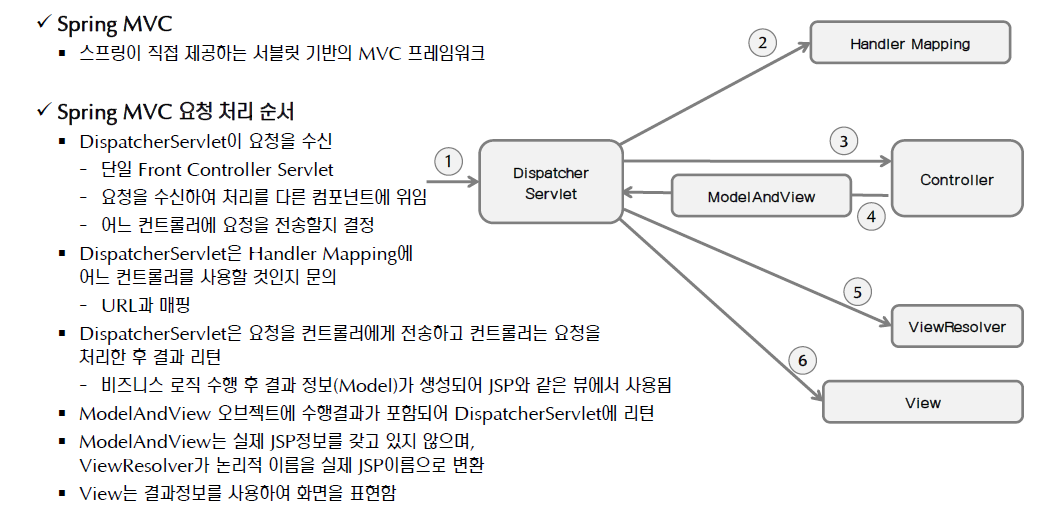 ✓ Spring MVC
▪ 스프링이 직접 제공하는 서블릿 기반의 MVC 프레임워크
✓ Spring MVC 요청 처리 순서
▪ DispatcherServlet이 요청을 수신
– 단일 Front Controller Servlet
– 요청을 수신하여 처리를 다른 컴포넌트에 위임
– 어느 컨트롤러에 요청을 전송할지 결정
▪ DispatcherServlet은 Handler Mapping에
어느 컨트롤러를 사용할 것인지 문의
– URL과 매핑
▪ DispatcherServlet은 요청을 컨트롤러에게 전송하고 컨트롤러는 요청을
처리한 후 결과 리턴
– 비즈니스 로직 수행 후 결과 정보(Model)가 생성되어 JSP와 같은 뷰에서 사용됨
▪ ModelAndView 오브젝트에 수행결과가 포함되어 DispatcherServlet에 리턴
▪ ModelAndView는 실제 JSP정보를 갖고 있지 않으며,
ViewResolver가 논리적 이름을 실제 JSP이름으로 변환
▪ View는 결과정보를 사용하여 화면을 표현함
1
Dispatcher
Servlet
2
Handler Mapping
3
Controller
ModelAndView
4
5
ViewResolver
6
View